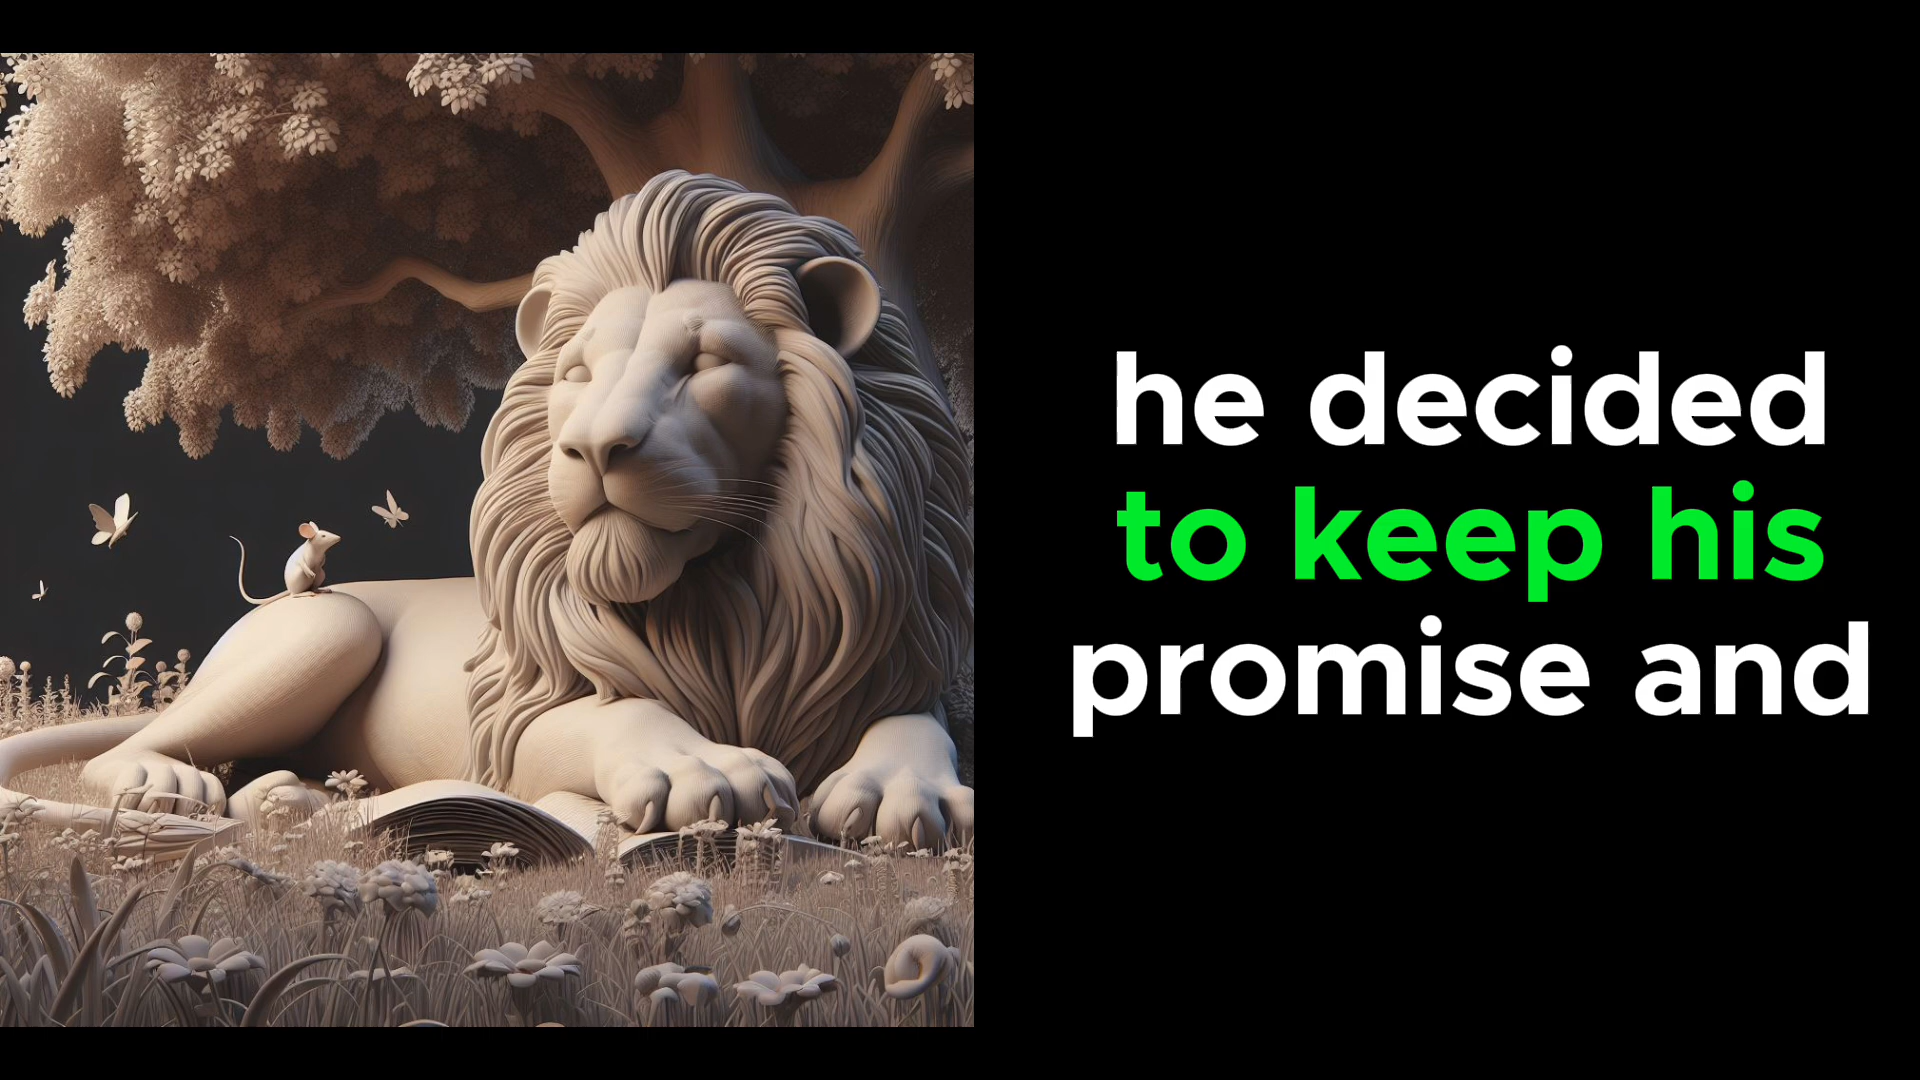 he decided
to keep his
promise and